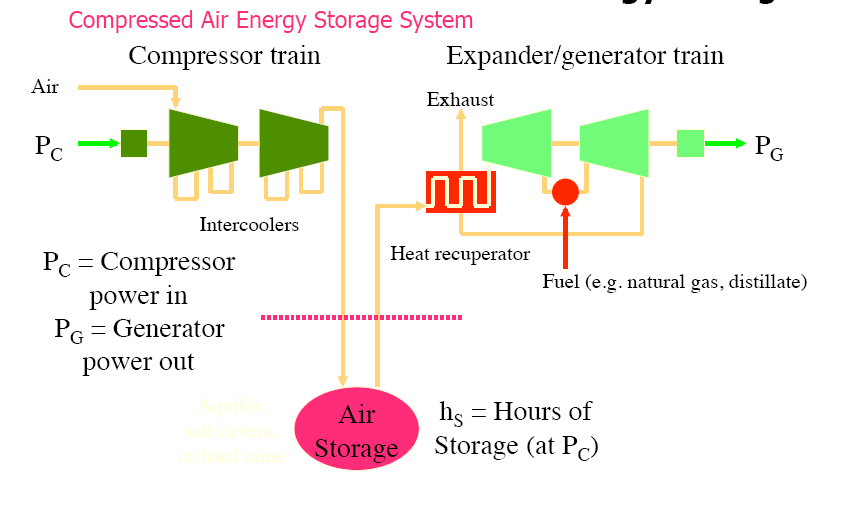 Compressed Air Energy Storage System
Compressor train
Expander/generator train
Air
Exhaust
P_C
P_G
Intercoolers
Heat recuperator
Fuel (e.g. natural gas, distillate)
P_C = Compressor
power in
P_G = Generator
power out
Aquifer,
salt cavern,
or hard mine
Air
Storage
h_S = Hours of
Storage (at P_C)